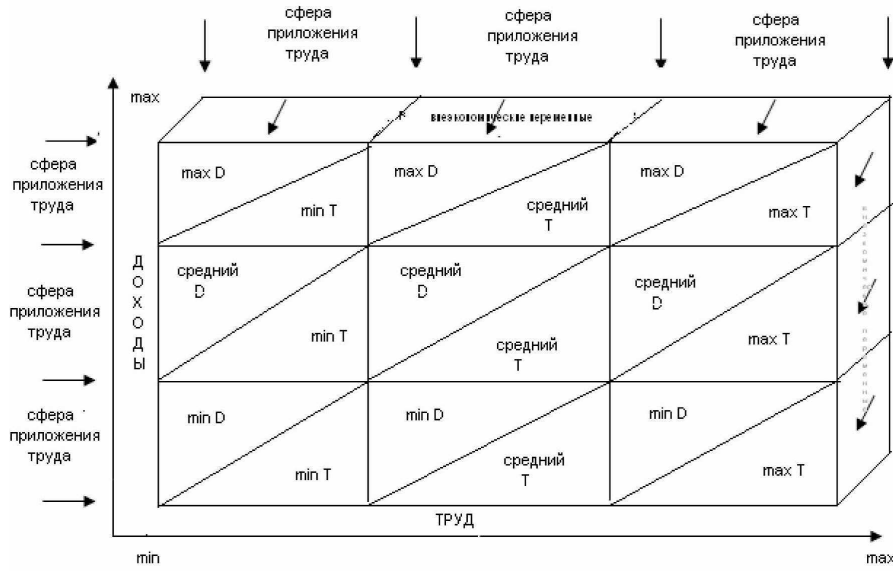 сфера
приложения
труда
сфера
приложения
труда
сфера
приложения
труда
max
внеэкономические переменные
сфера
приложения
труда
max D
min T
max D
средний
T
max D
max T
сфера
приложения
труда
ДОХОДЫ
средний
D
min T
средний
D
средний
T
средний
D
max T
сфера
приложения
труда
min D
min T
min D
средний
T
min D
max T
ТРУД
min
max